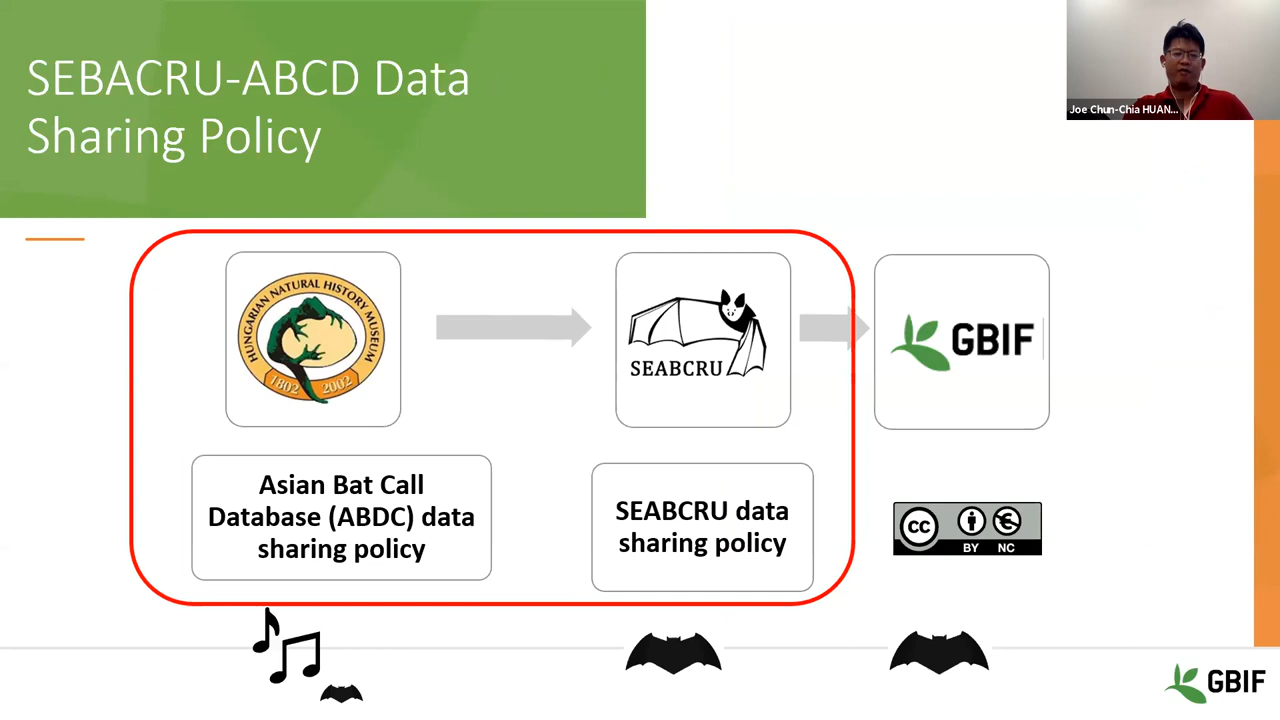 SEBACRU-ABCD Data
Sharing Policy
Joe Chun-Chia HUAN...
HUNGARIAN NATURAL HISTORY MUSEUM
1802 2002
SEABCRU
GBIF
Asian Bat Call
Database (ABDC) data
sharing policy
SEABCRU data
sharing policy
cc
BY NC
GBIF